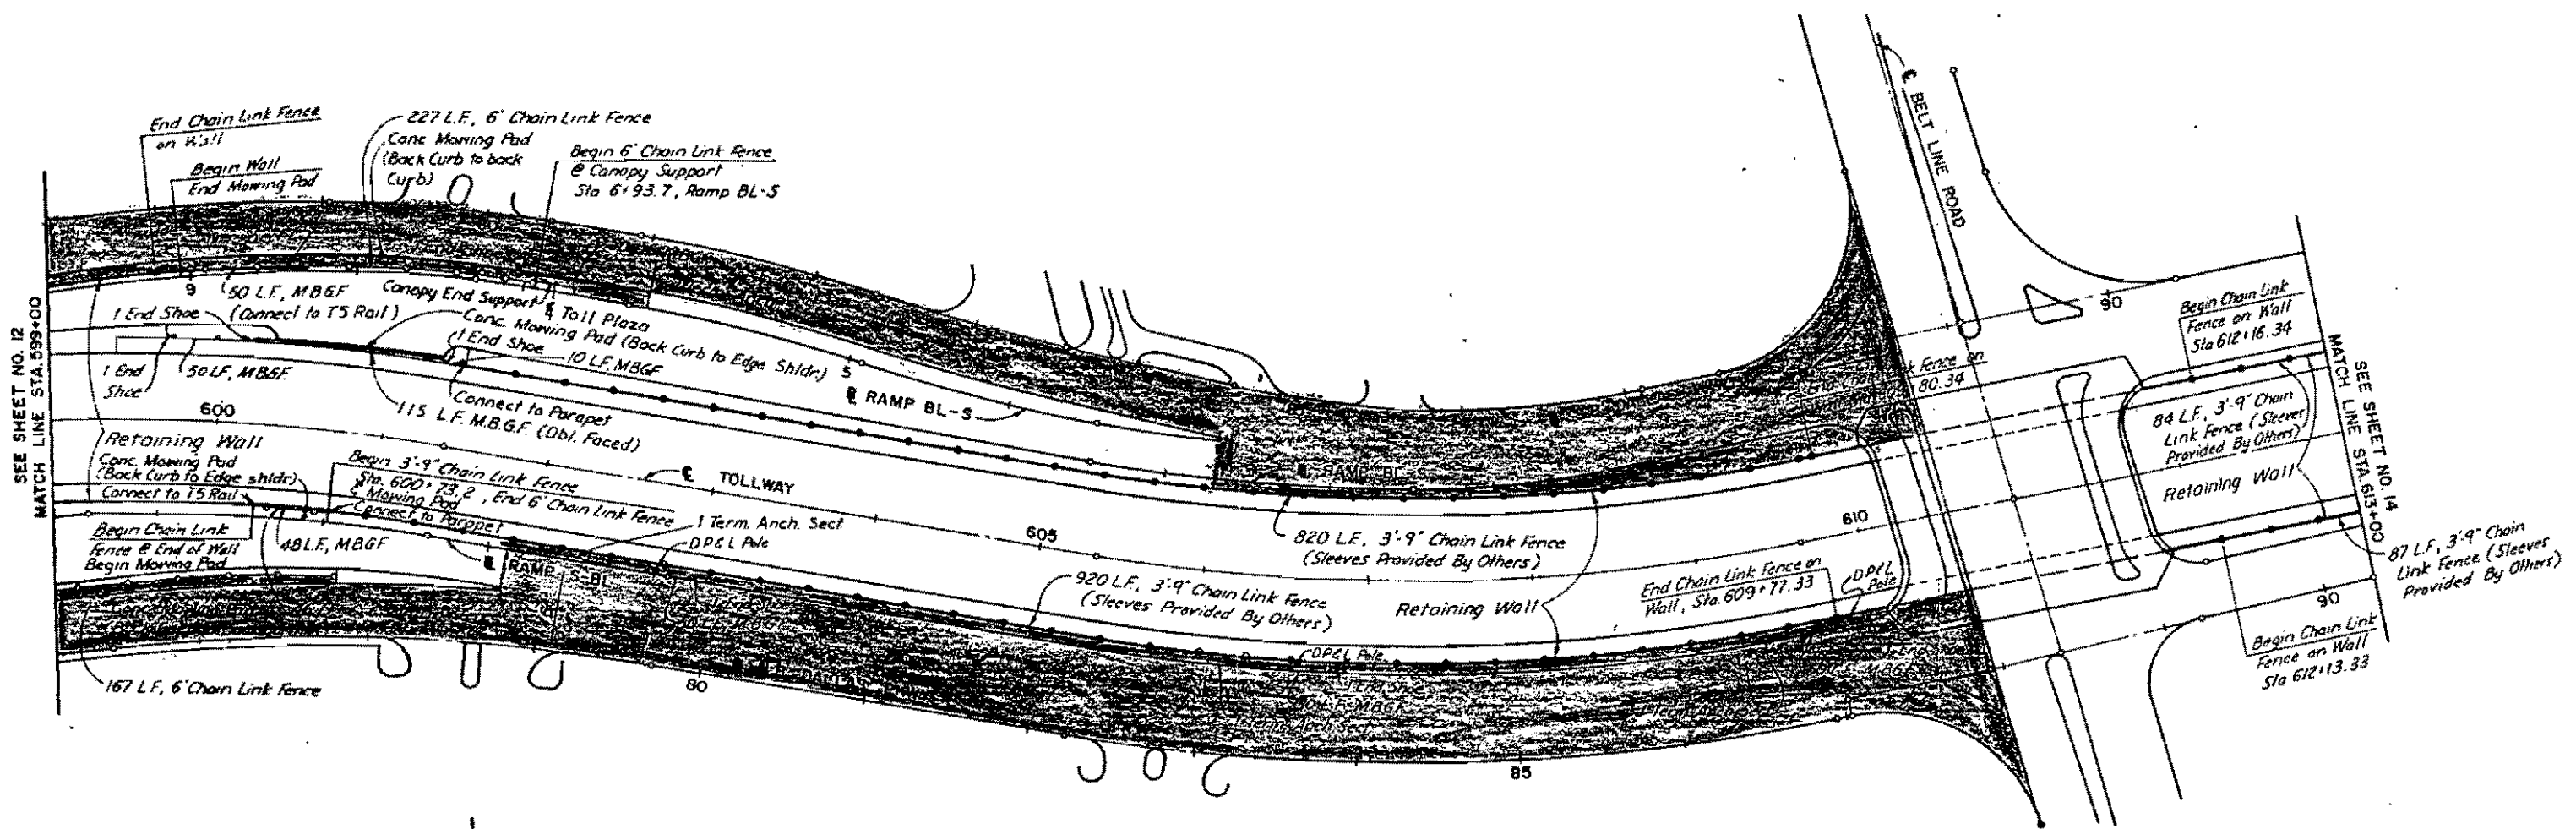 SEE SHEET NO. 12
MATCH LINE STA. 599+00
End Chain Link Fence
on Wall
Begin Wall
End Mowing Pad
227 L.F., 6' Chain Link Fence
Conc. Mowing Pad
(Back Curb to back
Curb)
Begin 6' Chain Link Fence
@ Canopy Support
Sta 6+93.7, Ramp BL-S
9
50 L.F., MBGF
(Connect to T5 Rail)
1 End Shoe
Canopy End Support
℄ Toll Plaza
Conc. Mowing Pad (Back Curb to Edge Shldr.)
1 End Shoe
10 LF, MBGF
1 End
Shoe
50 LF, MBGF
Connect to Parapet
115 L.F. M.B.G.F. (Dbl. Faced)
5
RAMP BL-S
600
Retaining Wall
Conc. Mowing Pad
(Back Curb to Edge shldr.)
Connect to T5 Rail
Begin 3'-9" Chain Link Fence
Sta. 600+73.2, End 6' Chain Link Fence
& Mowing Pad
Connect to Parapet
℄ TOLLWAY
1 Term. Anch. Sect.
DP&L Pole
Begin Chain Link
Fence @ End of Wall
Begin Mowing Pad
48 L.F., MBGF
RAMP S-BL
167 L.F, 6' Chain Link Fence
80
605
RAMP BL-
820 L.F. 3'-9" Chain Link Fence
(Sleeves Provided By Others)
920 L.F., 3'-9" Chain Link Fence
(Sleeves Provided By Others)
Retaining Wall
DP&L Pole
1 End Shoe
MBGF
85
610
End Chain Link Fence on
Wall, Sta. 609+77.33
DP&L
Pole
Fence on
80.34
℄ BELT LINE ROAD
90
Begin Chain Link
Fence on Wall
Sta 612+16.34
84 L.F., 3'-9" Chain
Link Fence (Sleeves
Provided By Others)
Retaining Wall
SEE SHEET NO. 14
MATCH LINE STA. 613+00
87 L.F, 3'-9" Chain
Link Fence (Sleeves
Provided By Others)
90
Begin Chain Link
Fence on Wall
Sta 612+13.33